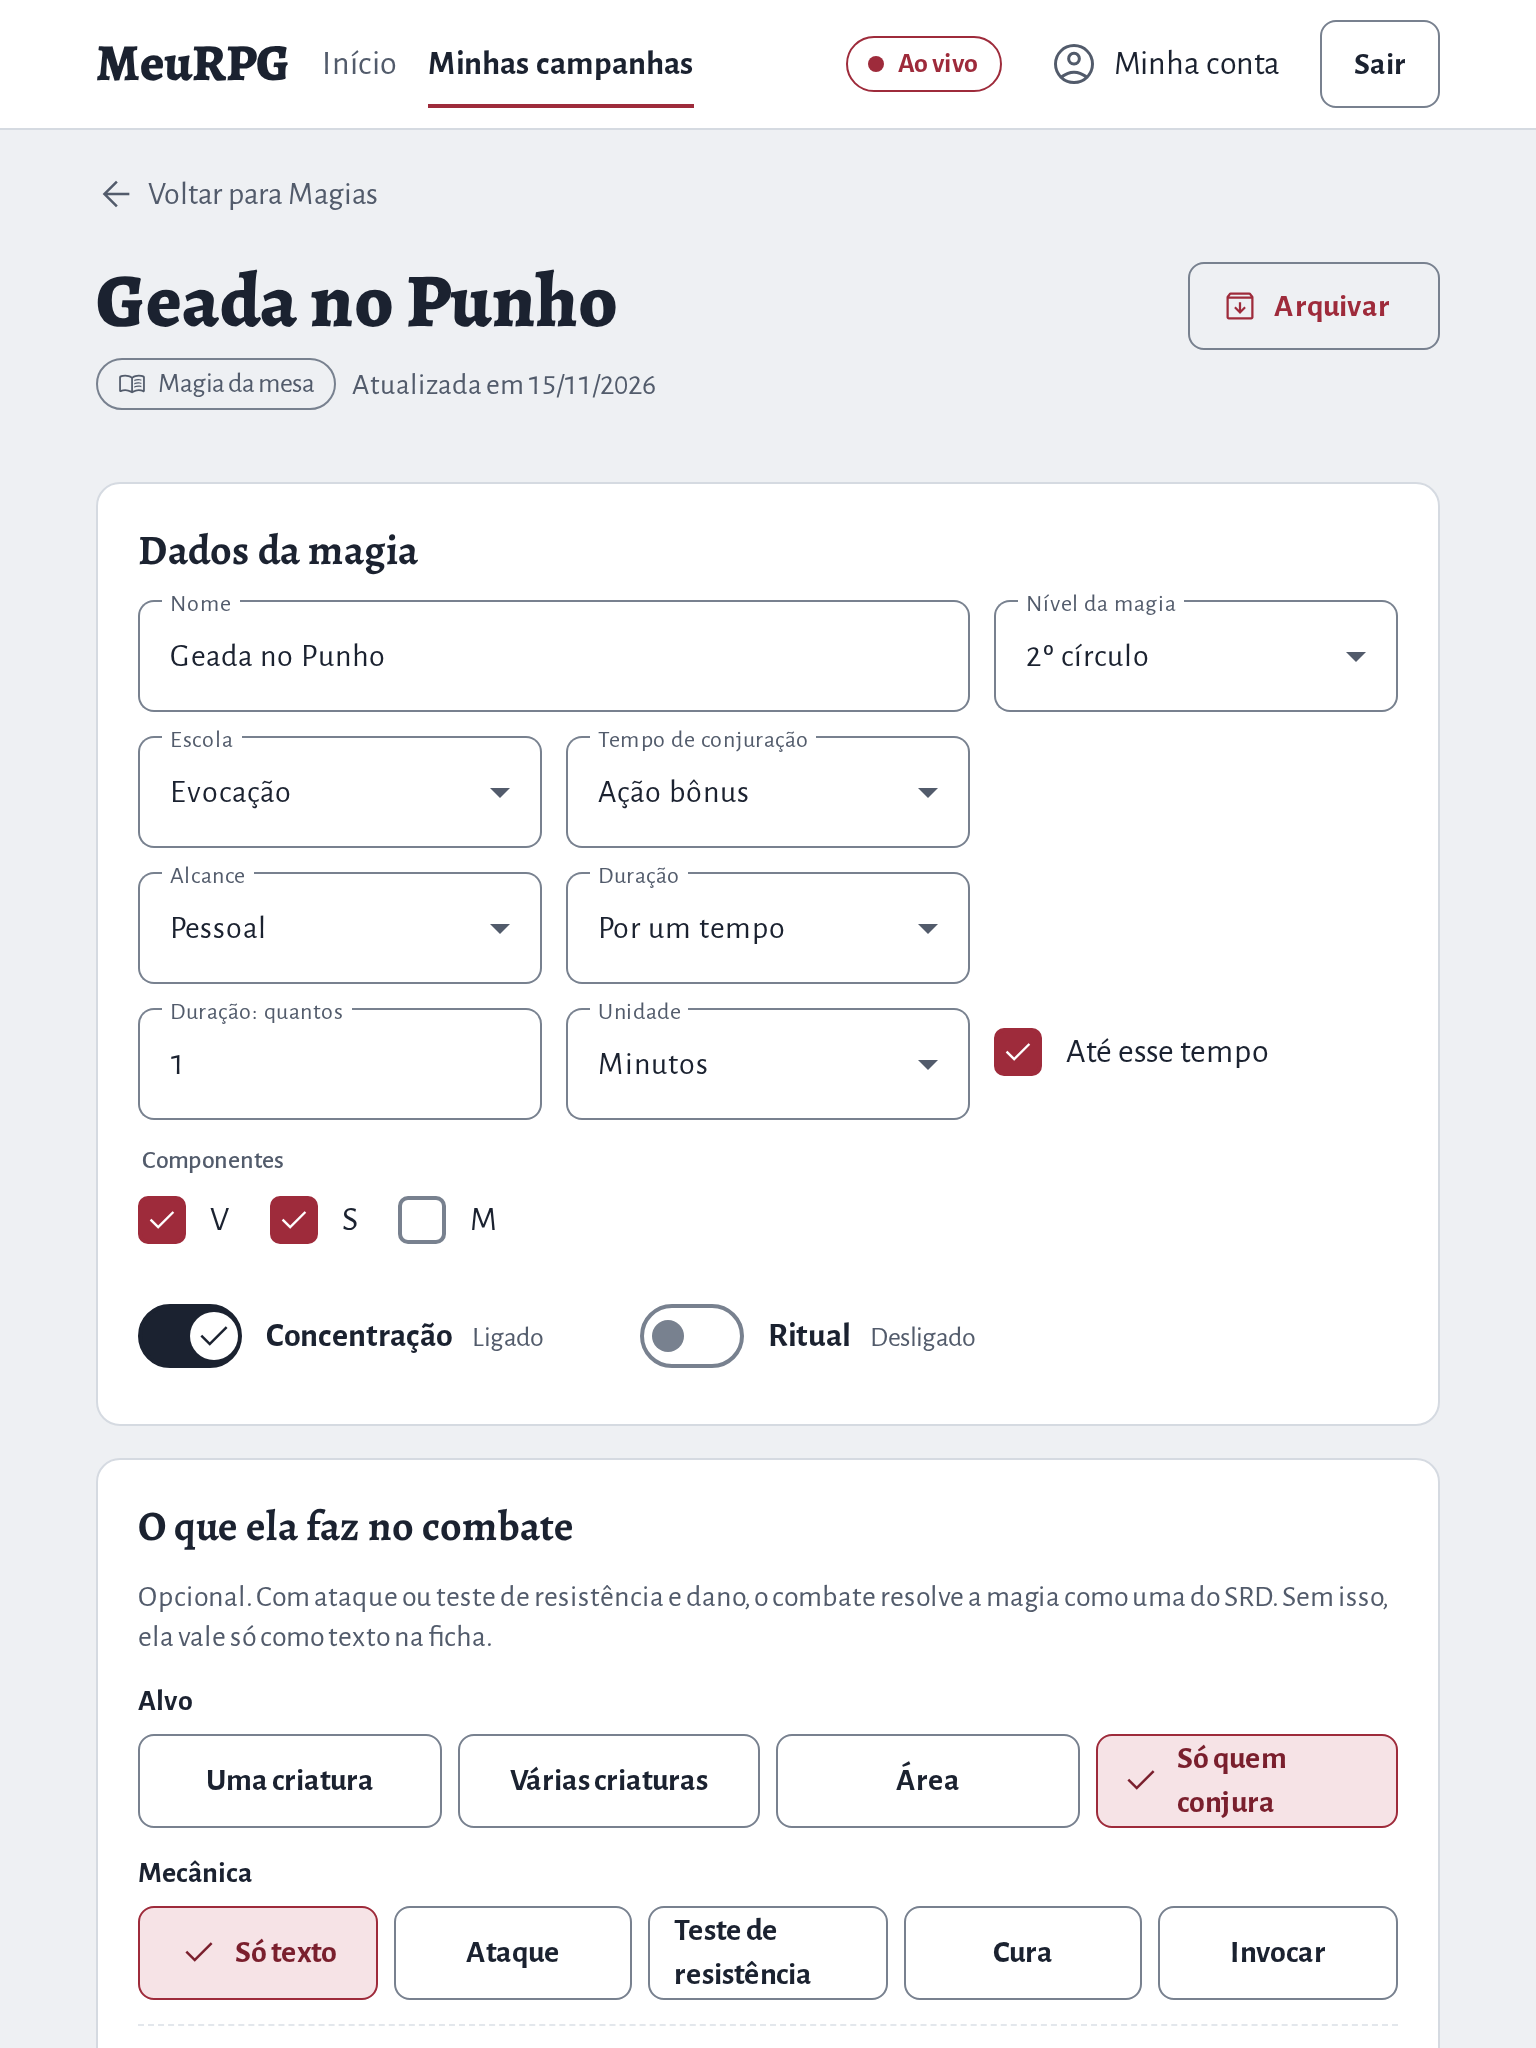 MeuRPG
Início
Minhas campanhas
Ao vivo
Minha conta
Sair
Voltar para Magias
Geada no Punho
Arquivar
Magia da mesa
Atualizada em 15/11/2026
Dados da magia
Nome
Geada no Punho
Nível da magia
2º círculo
Escola
Evocação
Tempo de conjuração
Ação bônus
Alcance
Pessoal
Duração
Por um tempo
Duração: quantos
1
Unidade
Minutos
Até esse tempo
Componentes
V
S
M
Concentração
Ligado
Ritual
Desligado
O que ela faz no combate
Opcional. Com ataque ou teste de resistência e dano, o combate resolve a magia como uma do SRD. Sem isso,
ela vale só como texto na ficha.
Alvo
Uma criatura
Várias criaturas
Área
Só quem
conjura
Mecânica
Só texto
Ataque
Teste de
resistência
Cura
Invocar